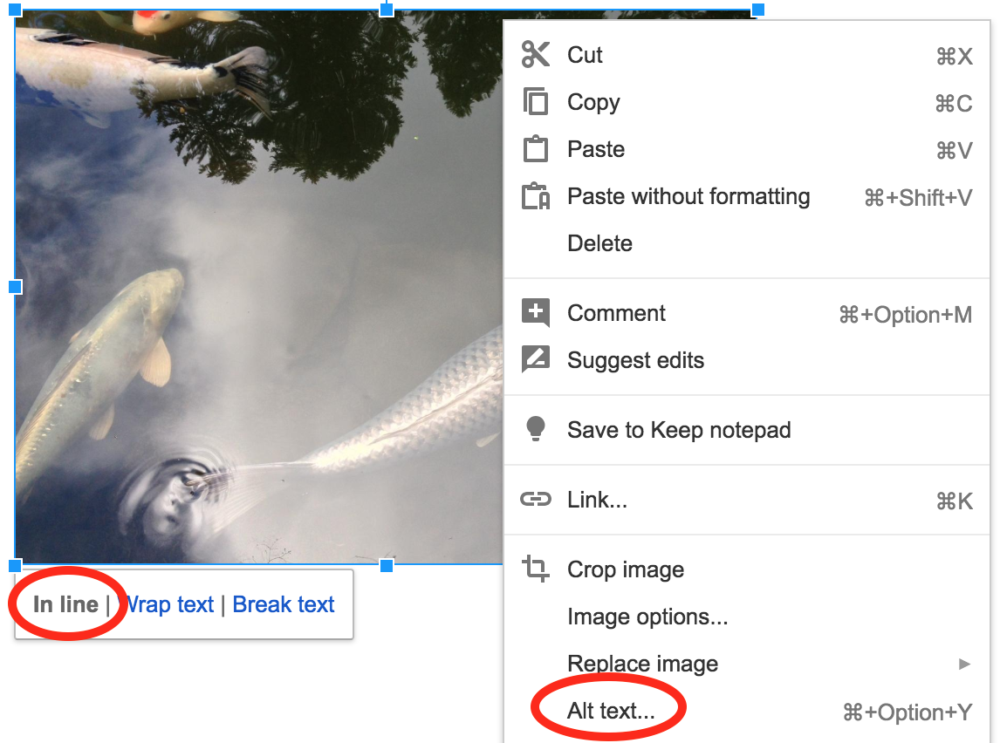 Cut ⌘X
Copy ⌘C
Paste ⌘V
Paste without formatting ⌘+Shift+V
Delete
Comment ⌘+Option+M
Suggest edits
Save to Keep notepad
Link... ⌘K
Crop image
In line | Wrap text | Break text
Image options...
Replace image ►
Alt text... ⌘+Option+Y